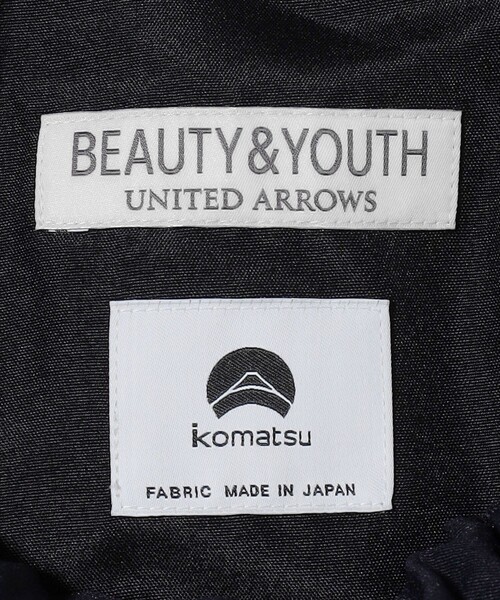 BEAUTY&YOUTH
UNITED ARROWS
komatsu
FABRIC MADE IN JAPAN